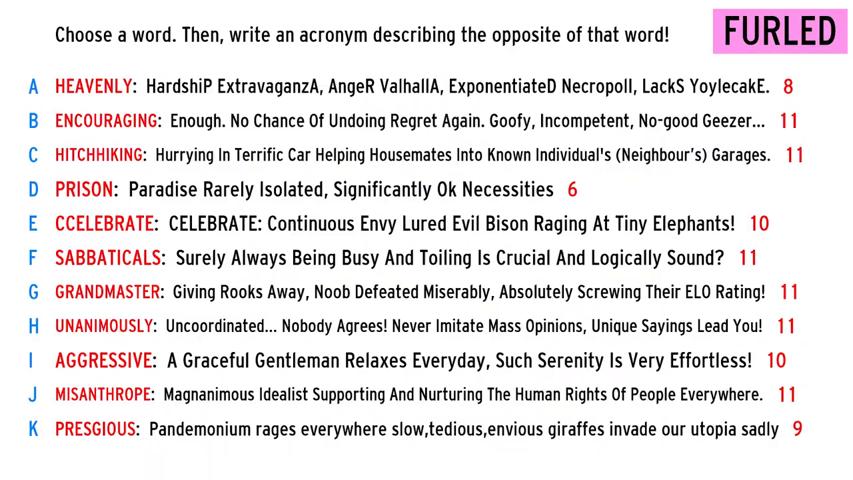 Choose a word. Then, write an acronym describing the opposite of that word!
FURLED
A HEAVENLY: HardshiP ExtravaganzA, AngeR ValhallA, ExponentiateD NecropolI, LackS YoylecakE. 8
B ENCOURAGING: Enough. No Chance Of Undoing Regret Again. Goofy, Incompetent, No-good Geezer... 11
C HITCHHIKING: Hurrying In Terrific Car Helping Housemates Into Known Individual's (Neighbour's) Garages. 11
D PRISON: Paradise Rarely Isolated, Significantly Ok Necessities 6
E CCELEBRATE: CELEBRATE: Continuous Envy Lured Evil Bison Raging At Tiny Elephants! 10
F SABBATICALS: Surely Always Being Busy And Toiling Is Crucial And Logically Sound? 11
G GRANDMASTER: Giving Rooks Away, Noob Defeated Miserably, Absolutely Screwing Their ELO Rating! 11
H UNANIMOUSLY: Uncoordinated... Nobody Agrees! Never Imitate Mass Opinions, Unique Sayings Lead You! 11
I AGGRESSIVE: A Graceful Gentleman Relaxes Everyday, Such Serenity Is Very Effortless! 10
J MISANTHROPE: Magnanimous Idealist Supporting And Nurturing The Human Rights Of People Everywhere. 11
K PRESGIOUS: Pandemonium rages everywhere slow,tedious,envious giraffes invade our utopia sadly 9